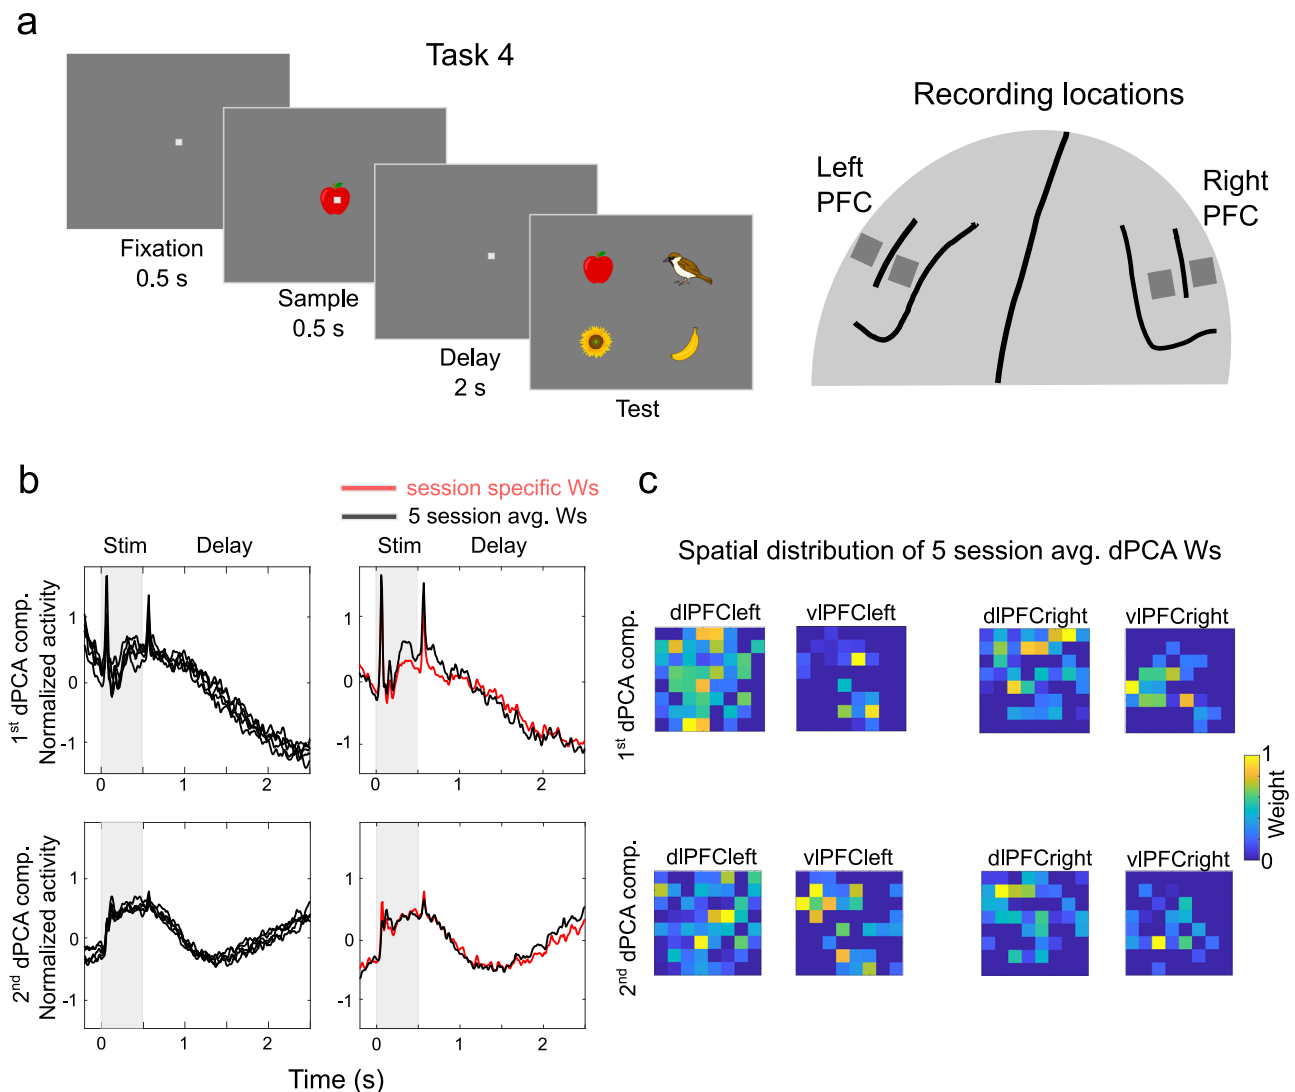 a
Task 4
Fixation
0.5 s
Sample
0.5 s
Delay
2 s
Test
Recording locations
Left
PFC
Right
PFC
b
session specific Ws
5 session avg. Ws
Stim Delay
Stim Delay
1st dPCA comp.
Normalized activity
1
0
-1
0 1 2
1
0
-1
0 1 2
2nd dPCA comp.
Normalized activity
1
0
-1
0 1 2
1
0
-1
0 1 2
Time (s)
c
Spatial distribution of 5 session avg. dPCA Ws
1st dPCA comp.
dlPFCleft vlPFCleft dlPFCright vlPFCright
2nd dPCA comp.
dlPFCleft vlPFCleft dlPFCright vlPFCright
1
Weight
0